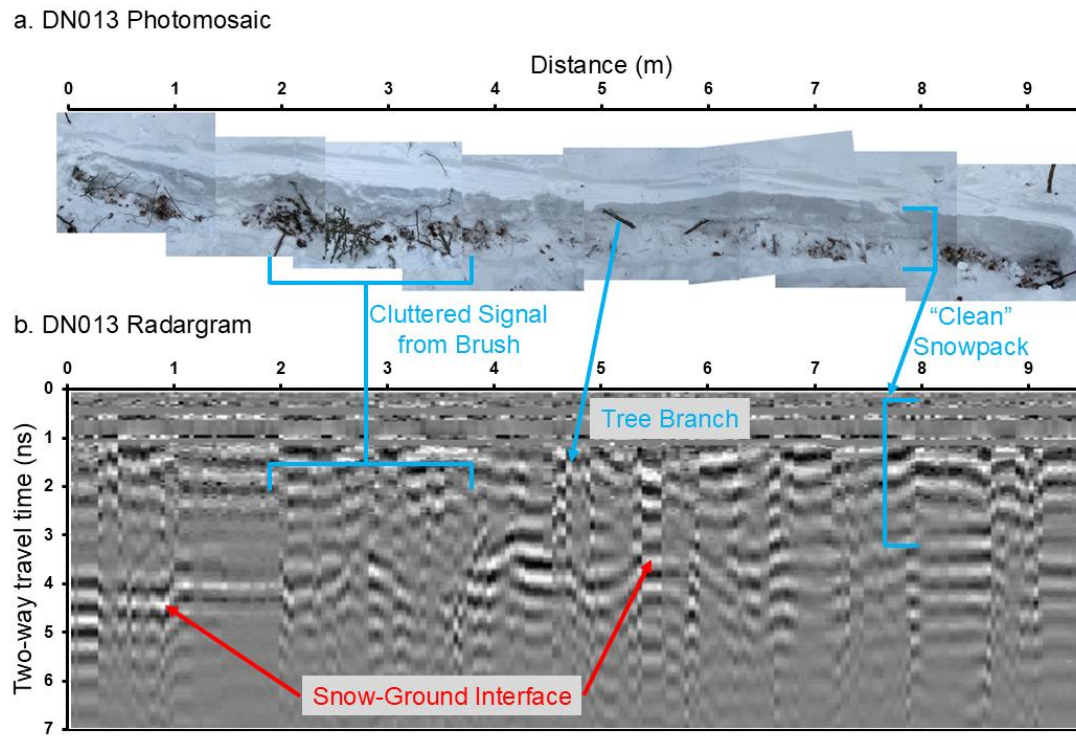 a. DN013 Photomosaic
Distance (m)
0 1 2 3 4 5 6 7 8 9
Cluttered Signal
from Brush
“Clean”
Snowpack
b. DN013 Radargram
0 1 2 3 4 5 6 7 8 9
Two-way travel time (ns)
0
1
2
3
4
5
6
7
Tree Branch
Snow-Ground Interface